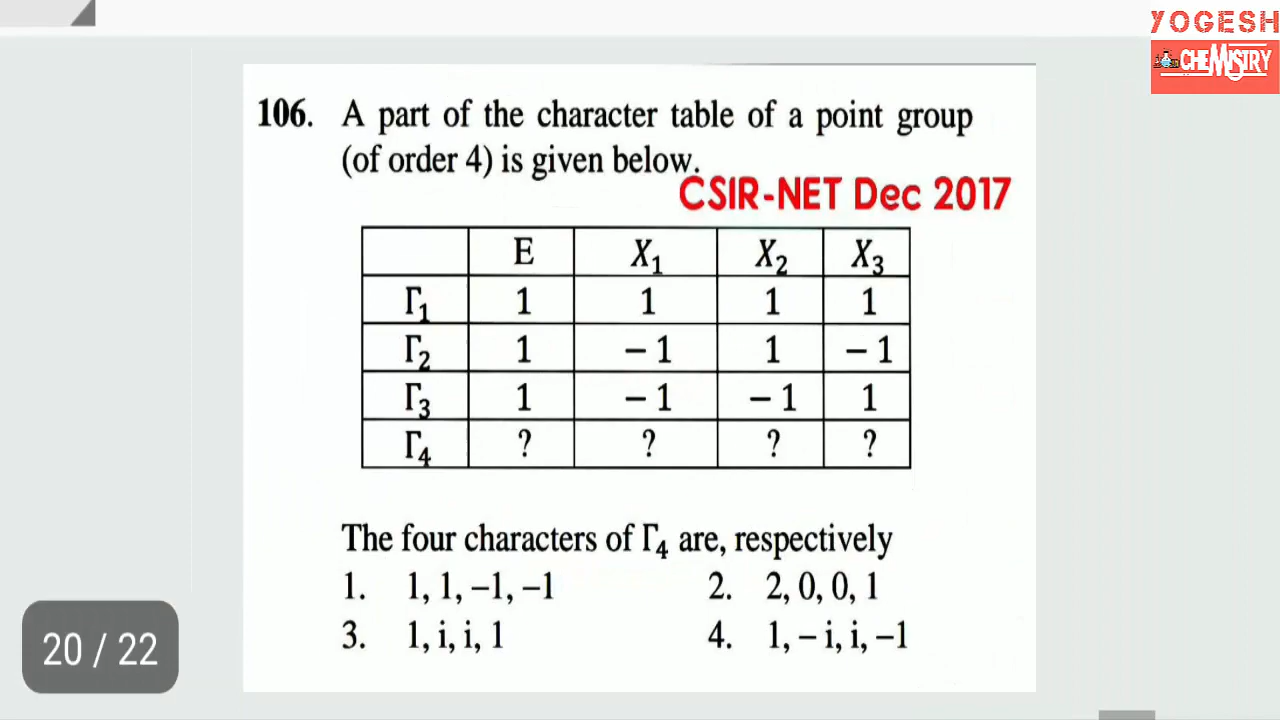 YOGESH
CHEMISTRY
106. A part of the character table of a point group
(of order 4) is given below.
CSIR-NET Dec 2017
E X₁ X₂ X₃
Γ₁ 1 1 1 1
Γ₂ 1 – 1 1 – 1
Γ₃ 1 – 1 – 1 1
Γ₄ ? ? ? ?
The four characters of Γ₄ are, respectively
1. 1, 1, –1, –1 2. 2, 0, 0, 1
3. 1, i, i, 1 4. 1, – i, i, –1
20 / 22